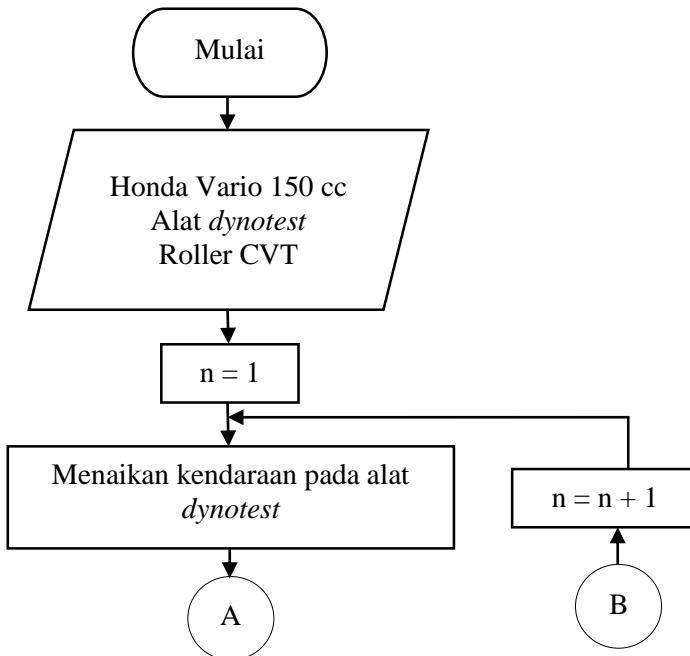 Mulai
Honda Vario 150 cc
Alat dynotest
Roller CVT
n = 1
Menaikan kendaraan pada alat
dynotest
n = n + 1
A
B